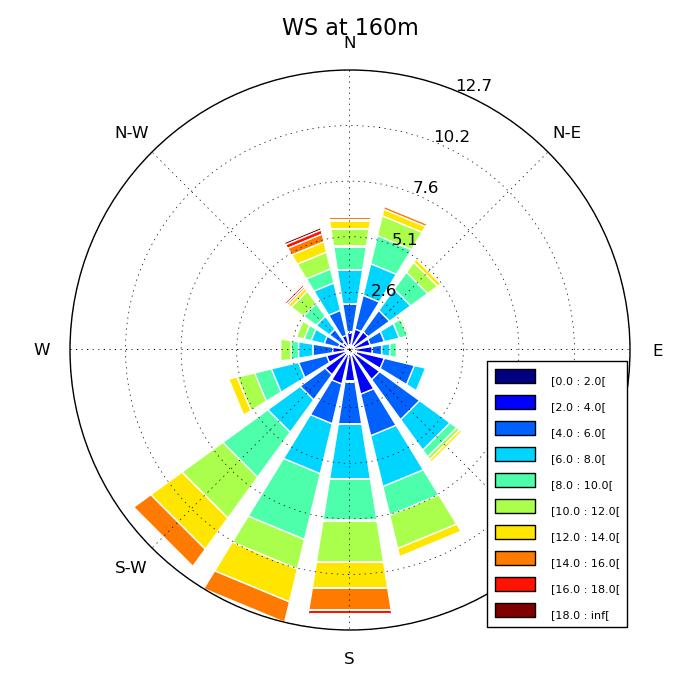 WS at 160m
N
12.7
N-W
10.2
N-E
7.6
5.1
2.6
W
E
[0.0 : 2.0[
[2.0 : 4.0[
[4.0 : 6.0[
[6.0 : 8.0[
[8.0 : 10.0[
[10.0 : 12.0[
[12.0 : 14.0[
[14.0 : 16.0[
[16.0 : 18.0[
[18.0 : inf[
S-W
S